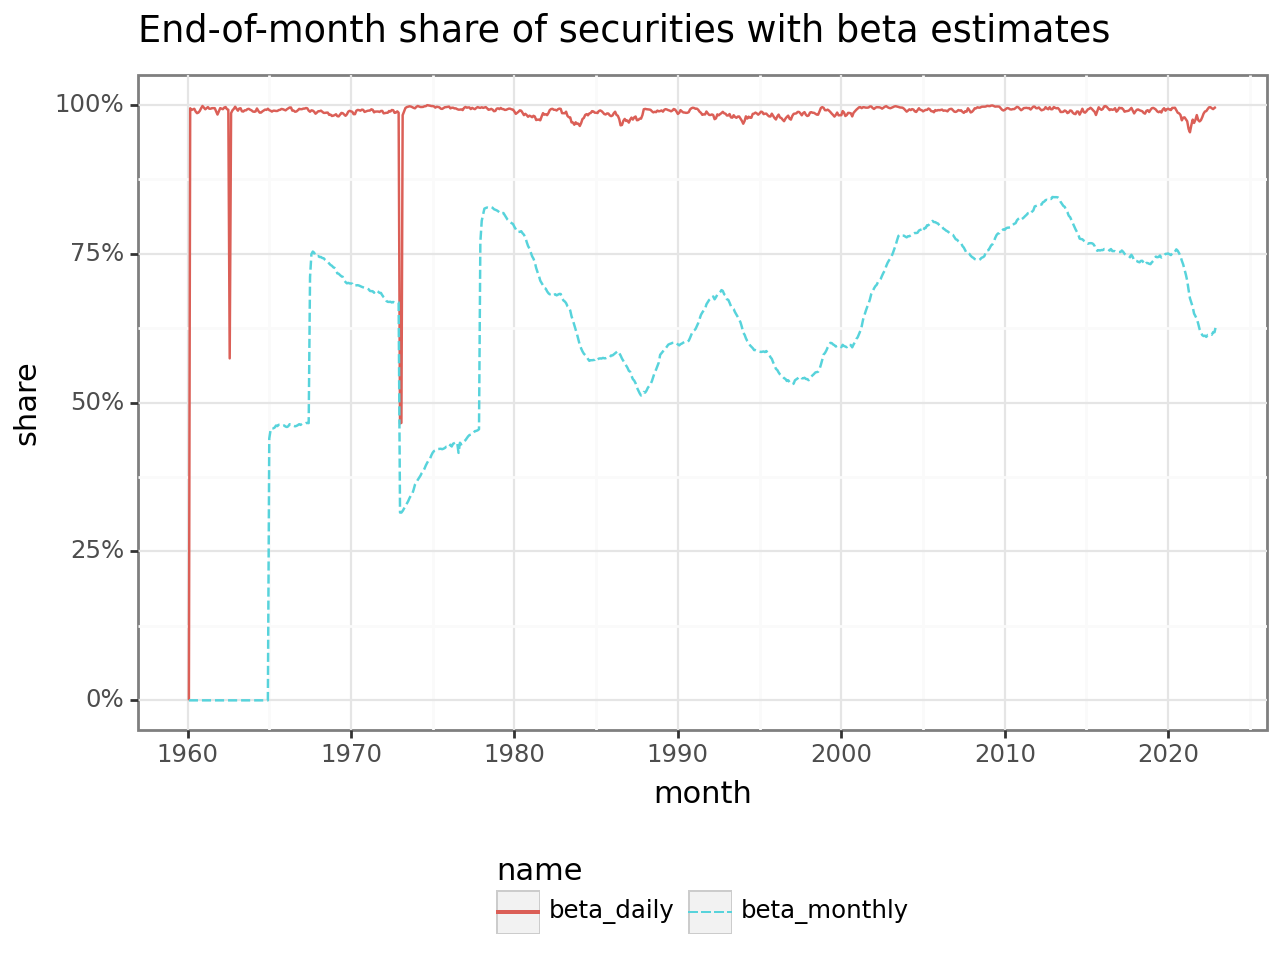 End-of-month share of securities with beta estimates
100%
75%
50%
25%
0%
share
1960 1970 1980 1990 2000 2010 2020
month
name
beta_daily beta_monthly